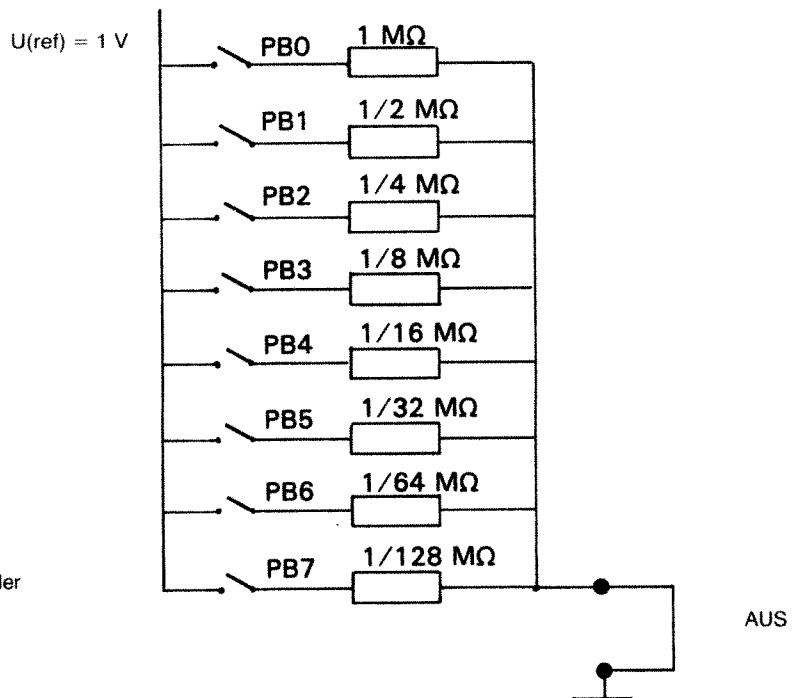 U(ref) = 1 V
PB0 1 MΩ
PB1 1/2 MΩ
PB2 1/4 MΩ
PB3 1/8 MΩ
PB4 1/16 MΩ
PB5 1/32 MΩ
PB6 1/64 MΩ
PB7 1/128 MΩ
ler
AUS